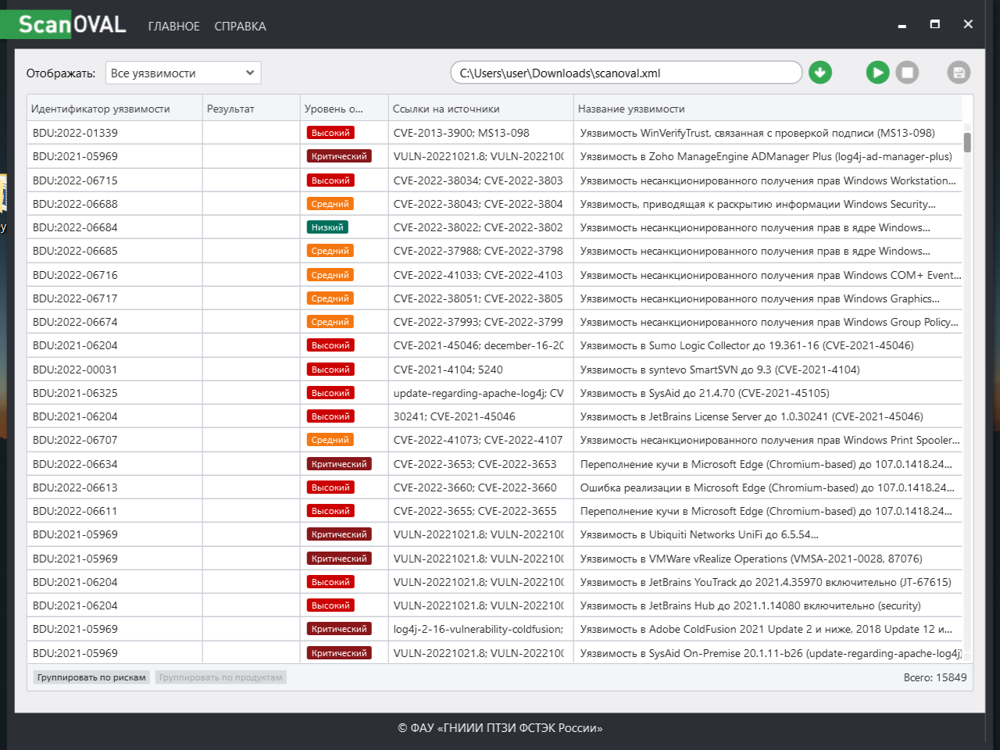 ScanOVAL ГЛАВНОЕ СПРАВКА
Отображать: Все уязвимости C:\Users\user\Downloads\scanoval.xml
Идентификатор уязвимости Результат Уровень о... Ссылки на источники Название уязвимости
BDU:2022-01339 Высокий CVE-2013-3900; MS13-098 Уязвимость WinVerifyTrust, связанная с проверкой подписи (MS13-098)
BDU:2021-05969 Критический VULN-20221021.8; VULN-202210( Уязвимость в Zoho ManageEngine ADManager Plus (log4j-ad-manager-plus)
BDU:2022-06715 Высокий CVE-2022-38034; CVE-2022-3803 Уязвимость несанкционированного получения прав Windows Workstation...
BDU:2022-06688 Средний CVE-2022-38043; CVE-2022-3804 Уязвимость, приводящая к раскрытию информации Windows Security...
BDU:2022-06684 Низкий CVE-2022-38022; CVE-2022-3802 Уязвимость несанкционированного получения прав в ядре Windows...
BDU:2022-06685 Средний CVE-2022-37988; CVE-2022-3798 Уязвимость несанкционированного получения прав в ядре Windows...
BDU:2022-06716 Средний CVE-2022-41033; CVE-2022-4103 Уязвимость несанкционированного получения прав Windows COM+ Event...
BDU:2022-06717 Средний CVE-2022-38051; CVE-2022-3805 Уязвимость несанкционированного получения прав Windows Graphics...
BDU:2022-06674 Средний CVE-2022-37993; CVE-2022-3799 Уязвимость несанкционированного получения прав Windows Group Policy...
BDU:2021-06204 Высокий CVE-2021-45046; december-16-20 Уязвимость в Sumo Logic Collector до 19.361-16 (CVE-2021-45046)
BDU:2022-00031 Высокий CVE-2021-4104; 5240 Уязвимость в syntevo SmartSVN до 9.3 (CVE-2021-4104)
BDU:2021-06325 Высокий update-regarding-apache-log4j; CV Уязвимость в SysAid до 21.4.70 (CVE-2021-45105)
BDU:2021-06204 Высокий 30241; CVE-2021-45046 Уязвимость в JetBrains License Server до 1.0.30241 (CVE-2021-45046)
BDU:2022-06707 Средний CVE-2022-41073; CVE-2022-4107 Уязвимость несанкционированного получения прав Windows Print Spooler...
BDU:2022-06634 Критический CVE-2022-3653; CVE-2022-3653 Переполнение кучи в Microsoft Edge (Chromium-based) до 107.0.1418.24...
BDU:2022-06613 Высокий CVE-2022-3660; CVE-2022-3660 Ошибка реализации в Microsoft Edge (Chromium-based) до 107.0.1418.24...
BDU:2022-06611 Высокий CVE-2022-3655; CVE-2022-3655 Переполнение кучи в Microsoft Edge (Chromium-based) до 107.0.1418.24...
BDU:2021-05969 Критический VULN-20221021.8; VULN-202210( Уязвимость в Ubiquiti Networks UniFi до 6.5.54...
BDU:2021-05969 Критический VULN-20221021.8; VULN-202210( Уязвимость в VMWare vRealize Operations (VMSA-2021-0028, 87076)
BDU:2021-06204 Высокий VULN-20221021.8; VULN-202210( Уязвимость в JetBrains YouTrack до 2021.4.35970 включительно (JT-67615)
BDU:2021-06204 Высокий VULN-20221021.8; VULN-202210( Уязвимость в JetBrains Hub до 2021.1.14080 включительно (security)
BDU:2021-05969 Критический log4j-2-16-vulnerability-coldfusion; Уязвимость в Adobe ColdFusion 2021 Update 2 и ниже, 2018 Update 12 и...
BDU:2021-05969 Критический VULN-20221021.8; VULN-202210( Уязвимость в SysAid On-Premise 20.1.11-b26 (update-regarding-apache-log4j)
Группировать по рискам Группировать по продуктам Всего: 15849
© ФАУ «ГНИИИ ПТЗИ ФСТЭК России»